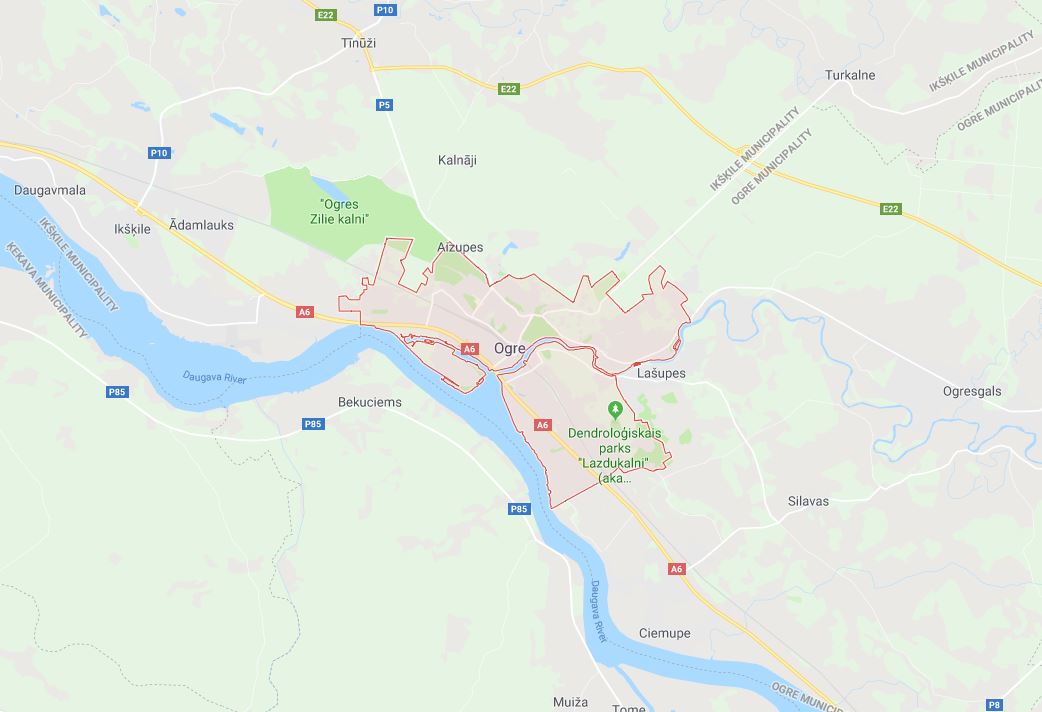 P10
E22
Tīnūži
Turkalne
IKŠĶILE MUNICIPALITY
OGRE MUNICIPALITY
E22
P5
P10
Kalnāji
IKŠĶILE MUNICIPALITY
OGRE MUNICIPALITY
Daugavmala
"Ogres
Zilie kalni"
E22
Ikšķile
Ādamlauks
Aizupes
IKŠĶILE MUNICIPALITY
ĶEKAVA MUNICIPALITY
A6
A6
Ogre
Lašupes
Daugava River
P85
Bekuciems
Ogresgals
P85
A6
Dendroloģiskais
parks
"Lazdukalni"
(aka...
Silavas
P85
A6
Daugava River
Ciemupe
Muiža
Tome
OGRE MUNICIP
P8